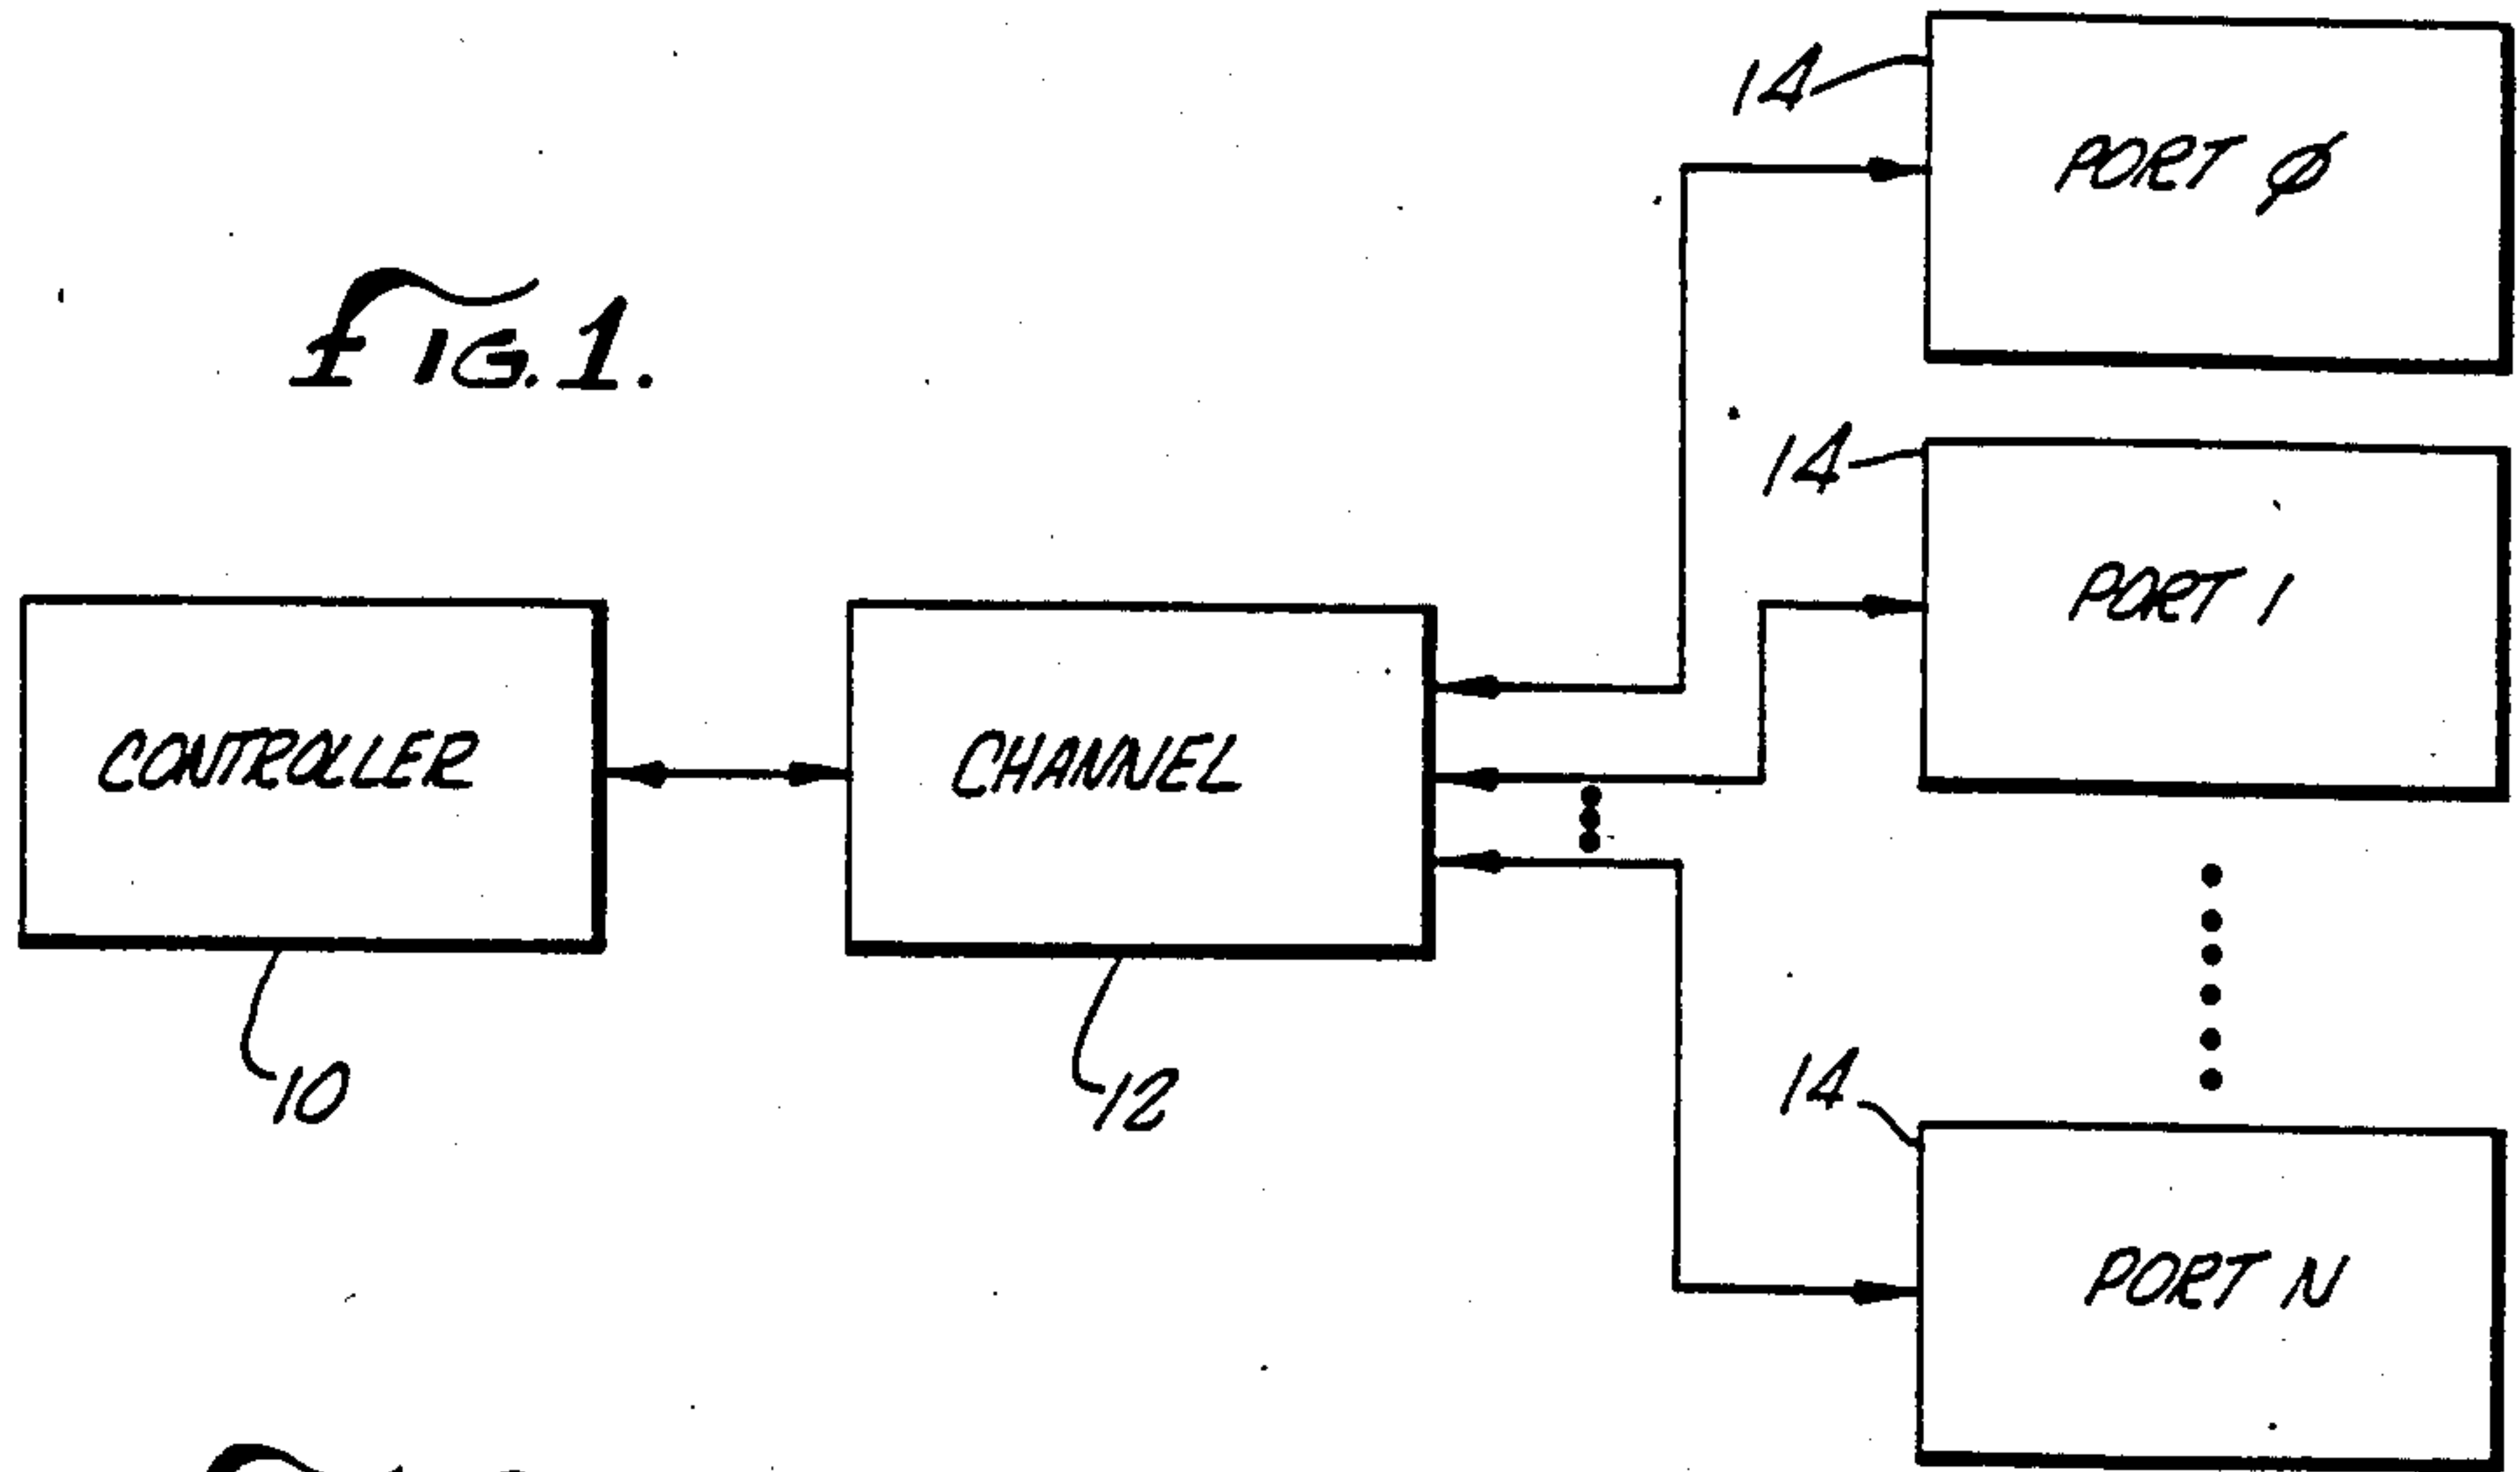 FIG. 1.
14
PORT Ø
14
PORT 1
CONTROLLER
CHANNEL
10
12
14
PORT N